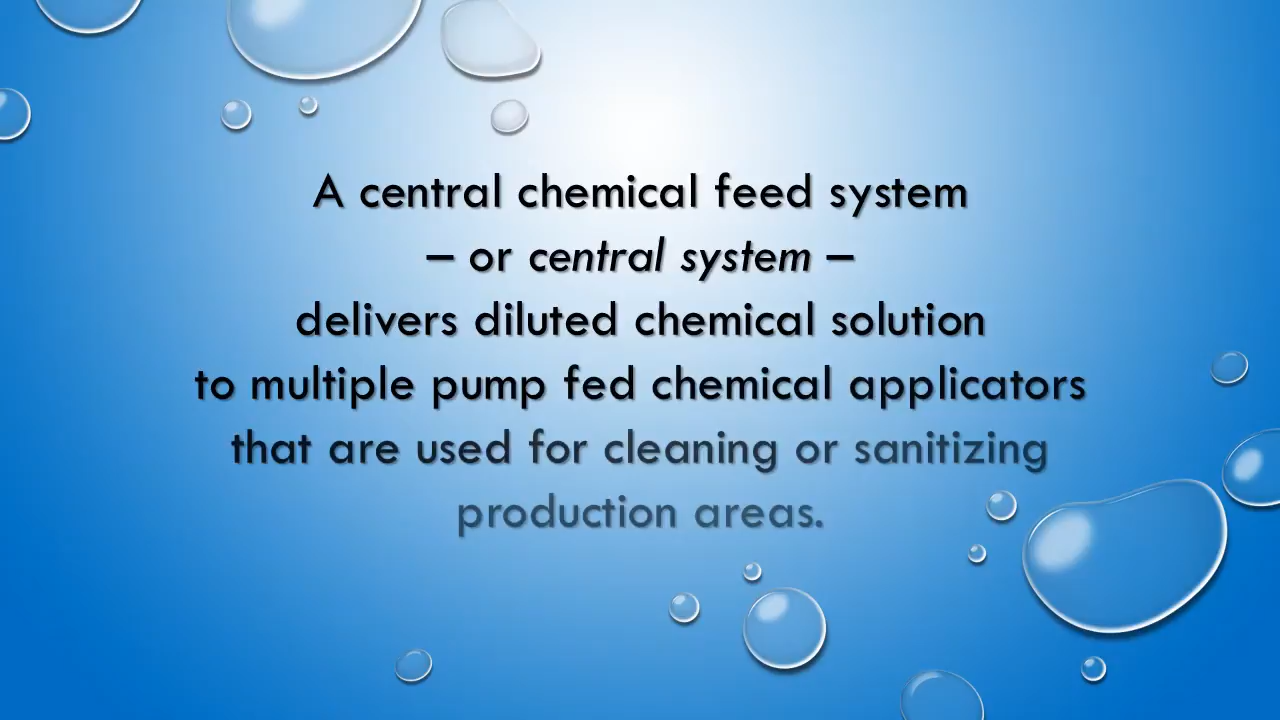 A central chemical feed system
– or central system –
delivers diluted chemical solution
to multiple pump fed chemical applicators
that are used for cleaning or sanitizing
production areas.